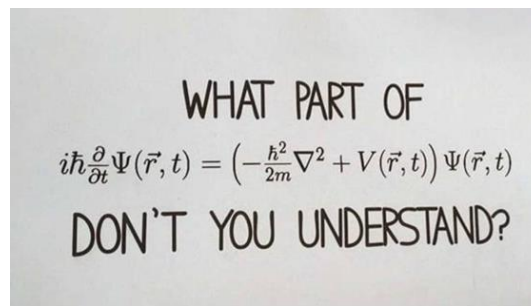 WHAT PART OF
iħ ∂/∂t Ψ(r⃗, t) = (−ħ²/2m ∇² + V(r⃗, t)) Ψ(r⃗, t)
DON'T YOU UNDERSTAND?